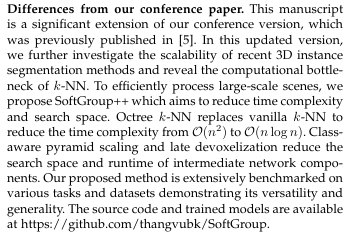 Differences from our conference paper. This manuscript
is a significant extension of our conference version, which
was previously published in [5]. In this updated version,
we further investigate the scalability of recent 3D instance
segmentation methods and reveal the computational bottle-
neck of k-NN. To efficiently process large-scale scenes, we
propose SoftGroup++ which aims to reduce time complexity
and search space. Octree k-NN replaces vanilla k-NN to
reduce the time complexity from O(n²) to O(n log n). Class-
aware pyramid scaling and late devoxelization reduce the
search space and runtime of intermediate network compo-
nents. Our proposed method is extensively benchmarked on
various tasks and datasets demonstrating its versatility and
generality. The source code and trained models are available
at https://github.com/thangvubk/SoftGroup.